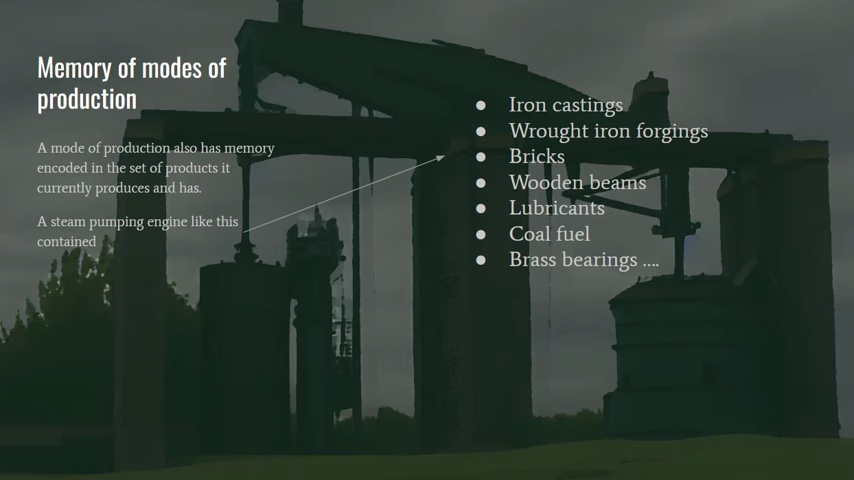 Memory of modes of
production
A mode of production also has memory
encoded in the set of products it
currently produces and has.
A steam pumping engine like this
contained
● Iron castings
● Wrought iron forgings
● Bricks
● Wooden beams
● Lubricants
● Coal fuel
● Brass bearings ....